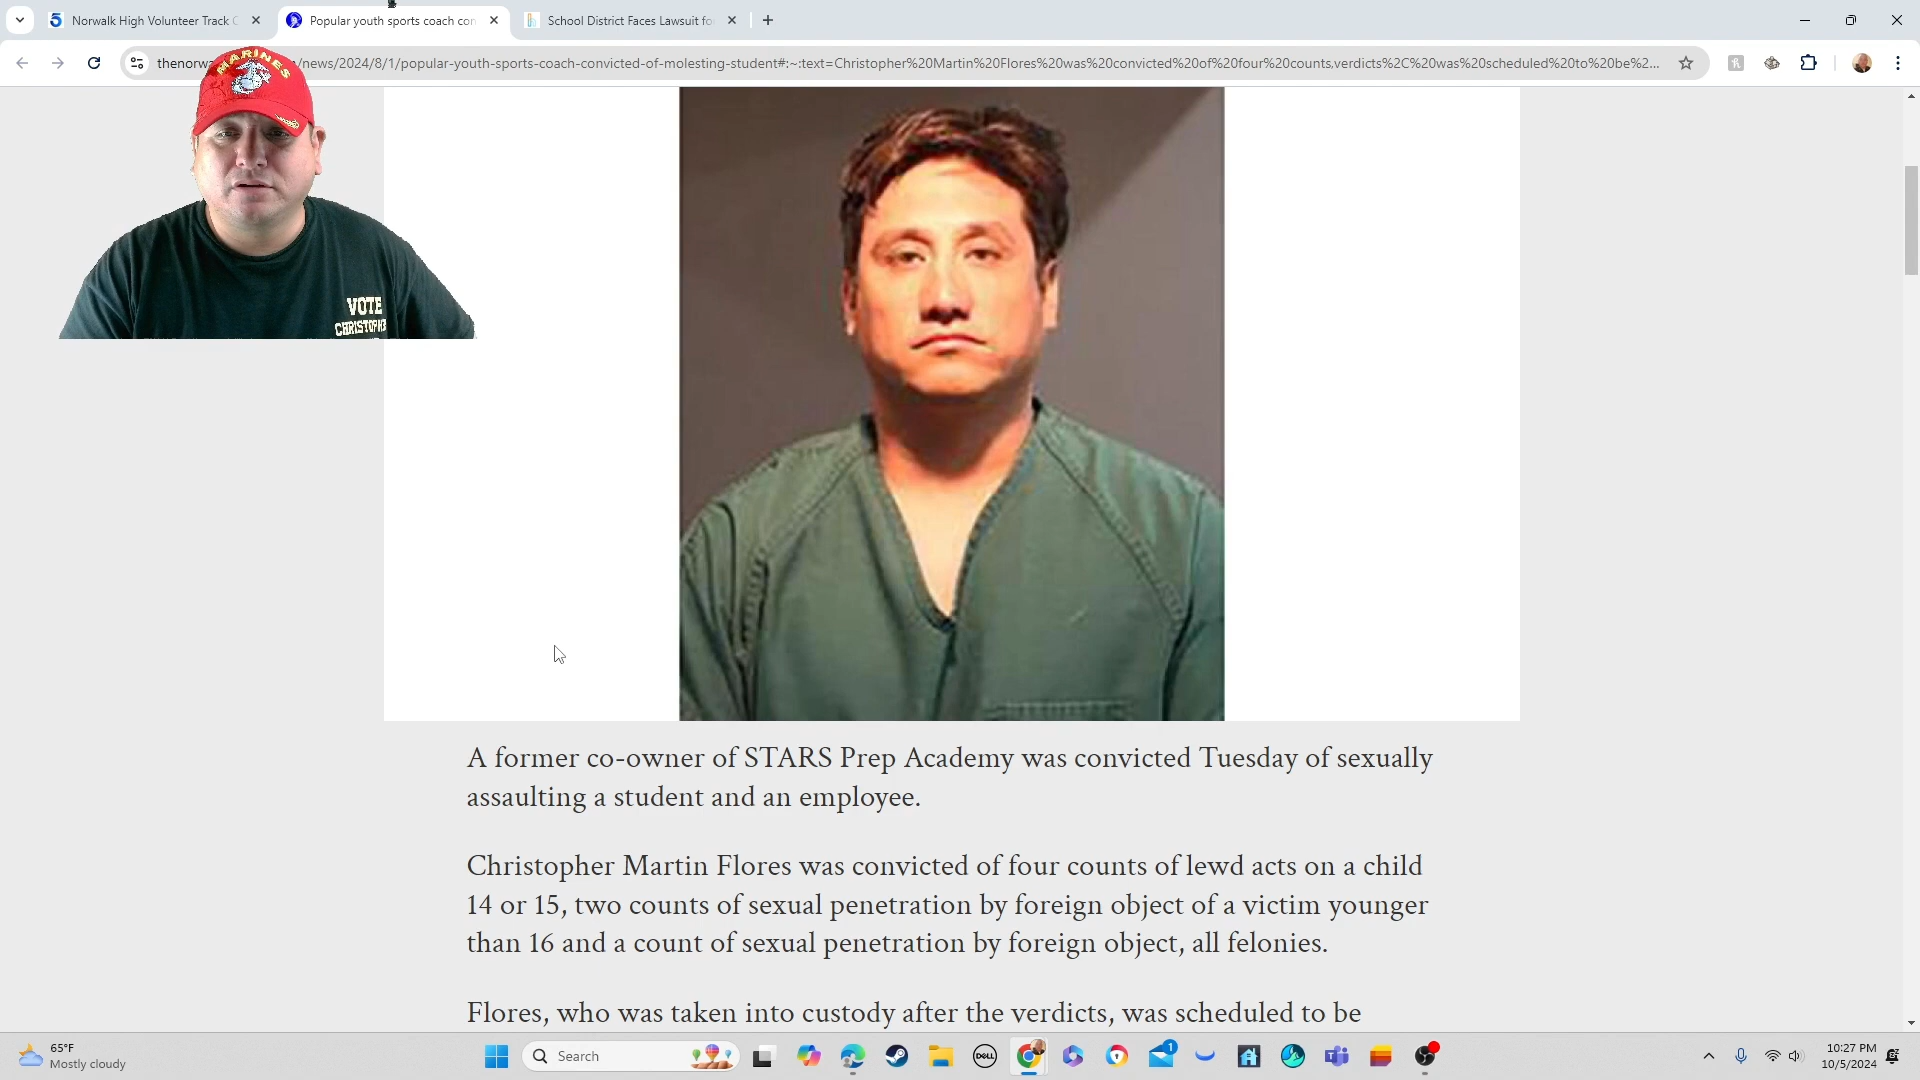 Norwalk High Volunteer Track C
Popular youth sports coach con
School District Faces Lawsuit fo
thenorwa
/news/2024/8/1/popular-youth-sports-coach-convicted-of-molesting-student#:~:text=Christopher%20Martin%20Flores%20was%20convicted%20of%20four%20counts,verdicts%2C%20was%20scheduled%20to%20be%2...
MARINES
VOTE
A former co-owner of STARS Prep Academy was convicted Tuesday of sexually
assaulting a student and an employee.
Christopher Martin Flores was convicted of four counts of lewd acts on a child
14 or 15, two counts of sexual penetration by foreign object of a victim younger
than 16 and a count of sexual penetration by foreign object, all felonies.
Flores, who was taken into custody after the verdicts, was scheduled to be
65°F
Mostly cloudy
Search
DELL
1
10:27 PM
10/5/2024